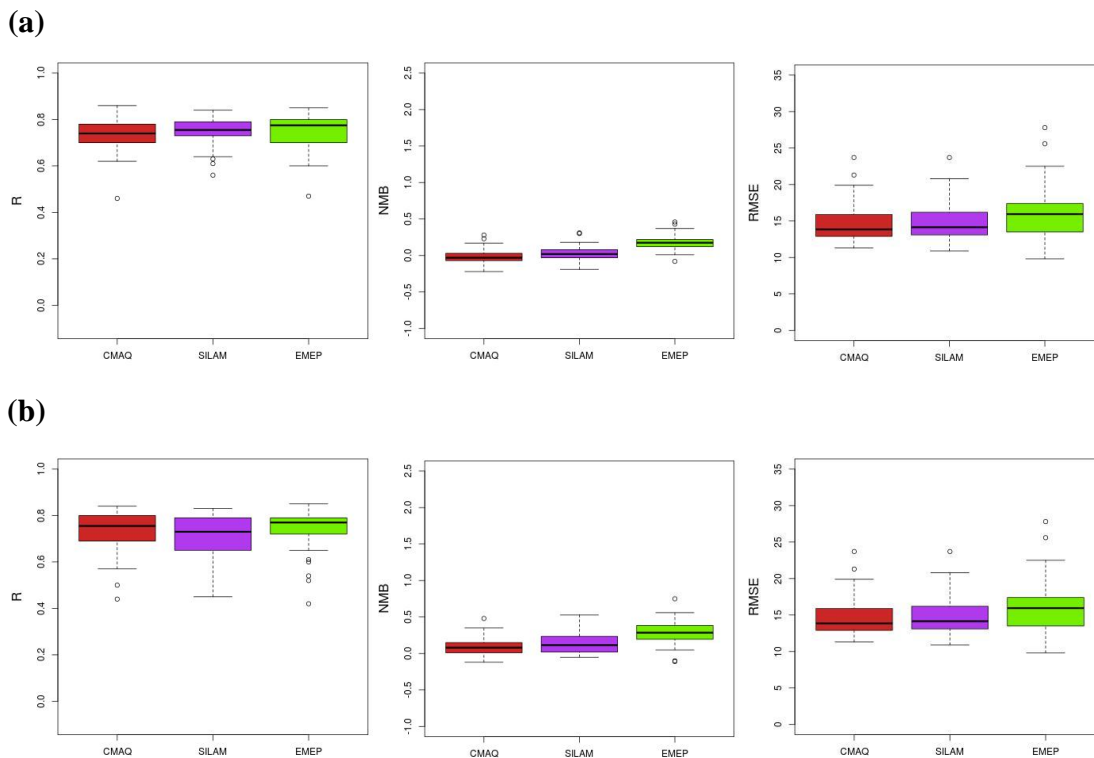 (a)
R
0.0 0.2 0.4 0.6 0.8 1.0
CMAQ SILAM EMEP
NMB
-1.0 -0.5 0.0 0.5 1.0 1.5 2.0 2.5
CMAQ SILAM EMEP
RMSE
0 5 10 15 20 25 30 35
CMAQ SILAM EMEP
(b)
R
0.0 0.2 0.4 0.6 0.8 1.0
CMAQ SILAM EMEP
NMB
-1.0 -0.5 0.0 0.5 1.0 1.5 2.0 2.5
CMAQ SILAM EMEP
RMSE
0 5 10 15 20 25 30 35
CMAQ SILAM EMEP